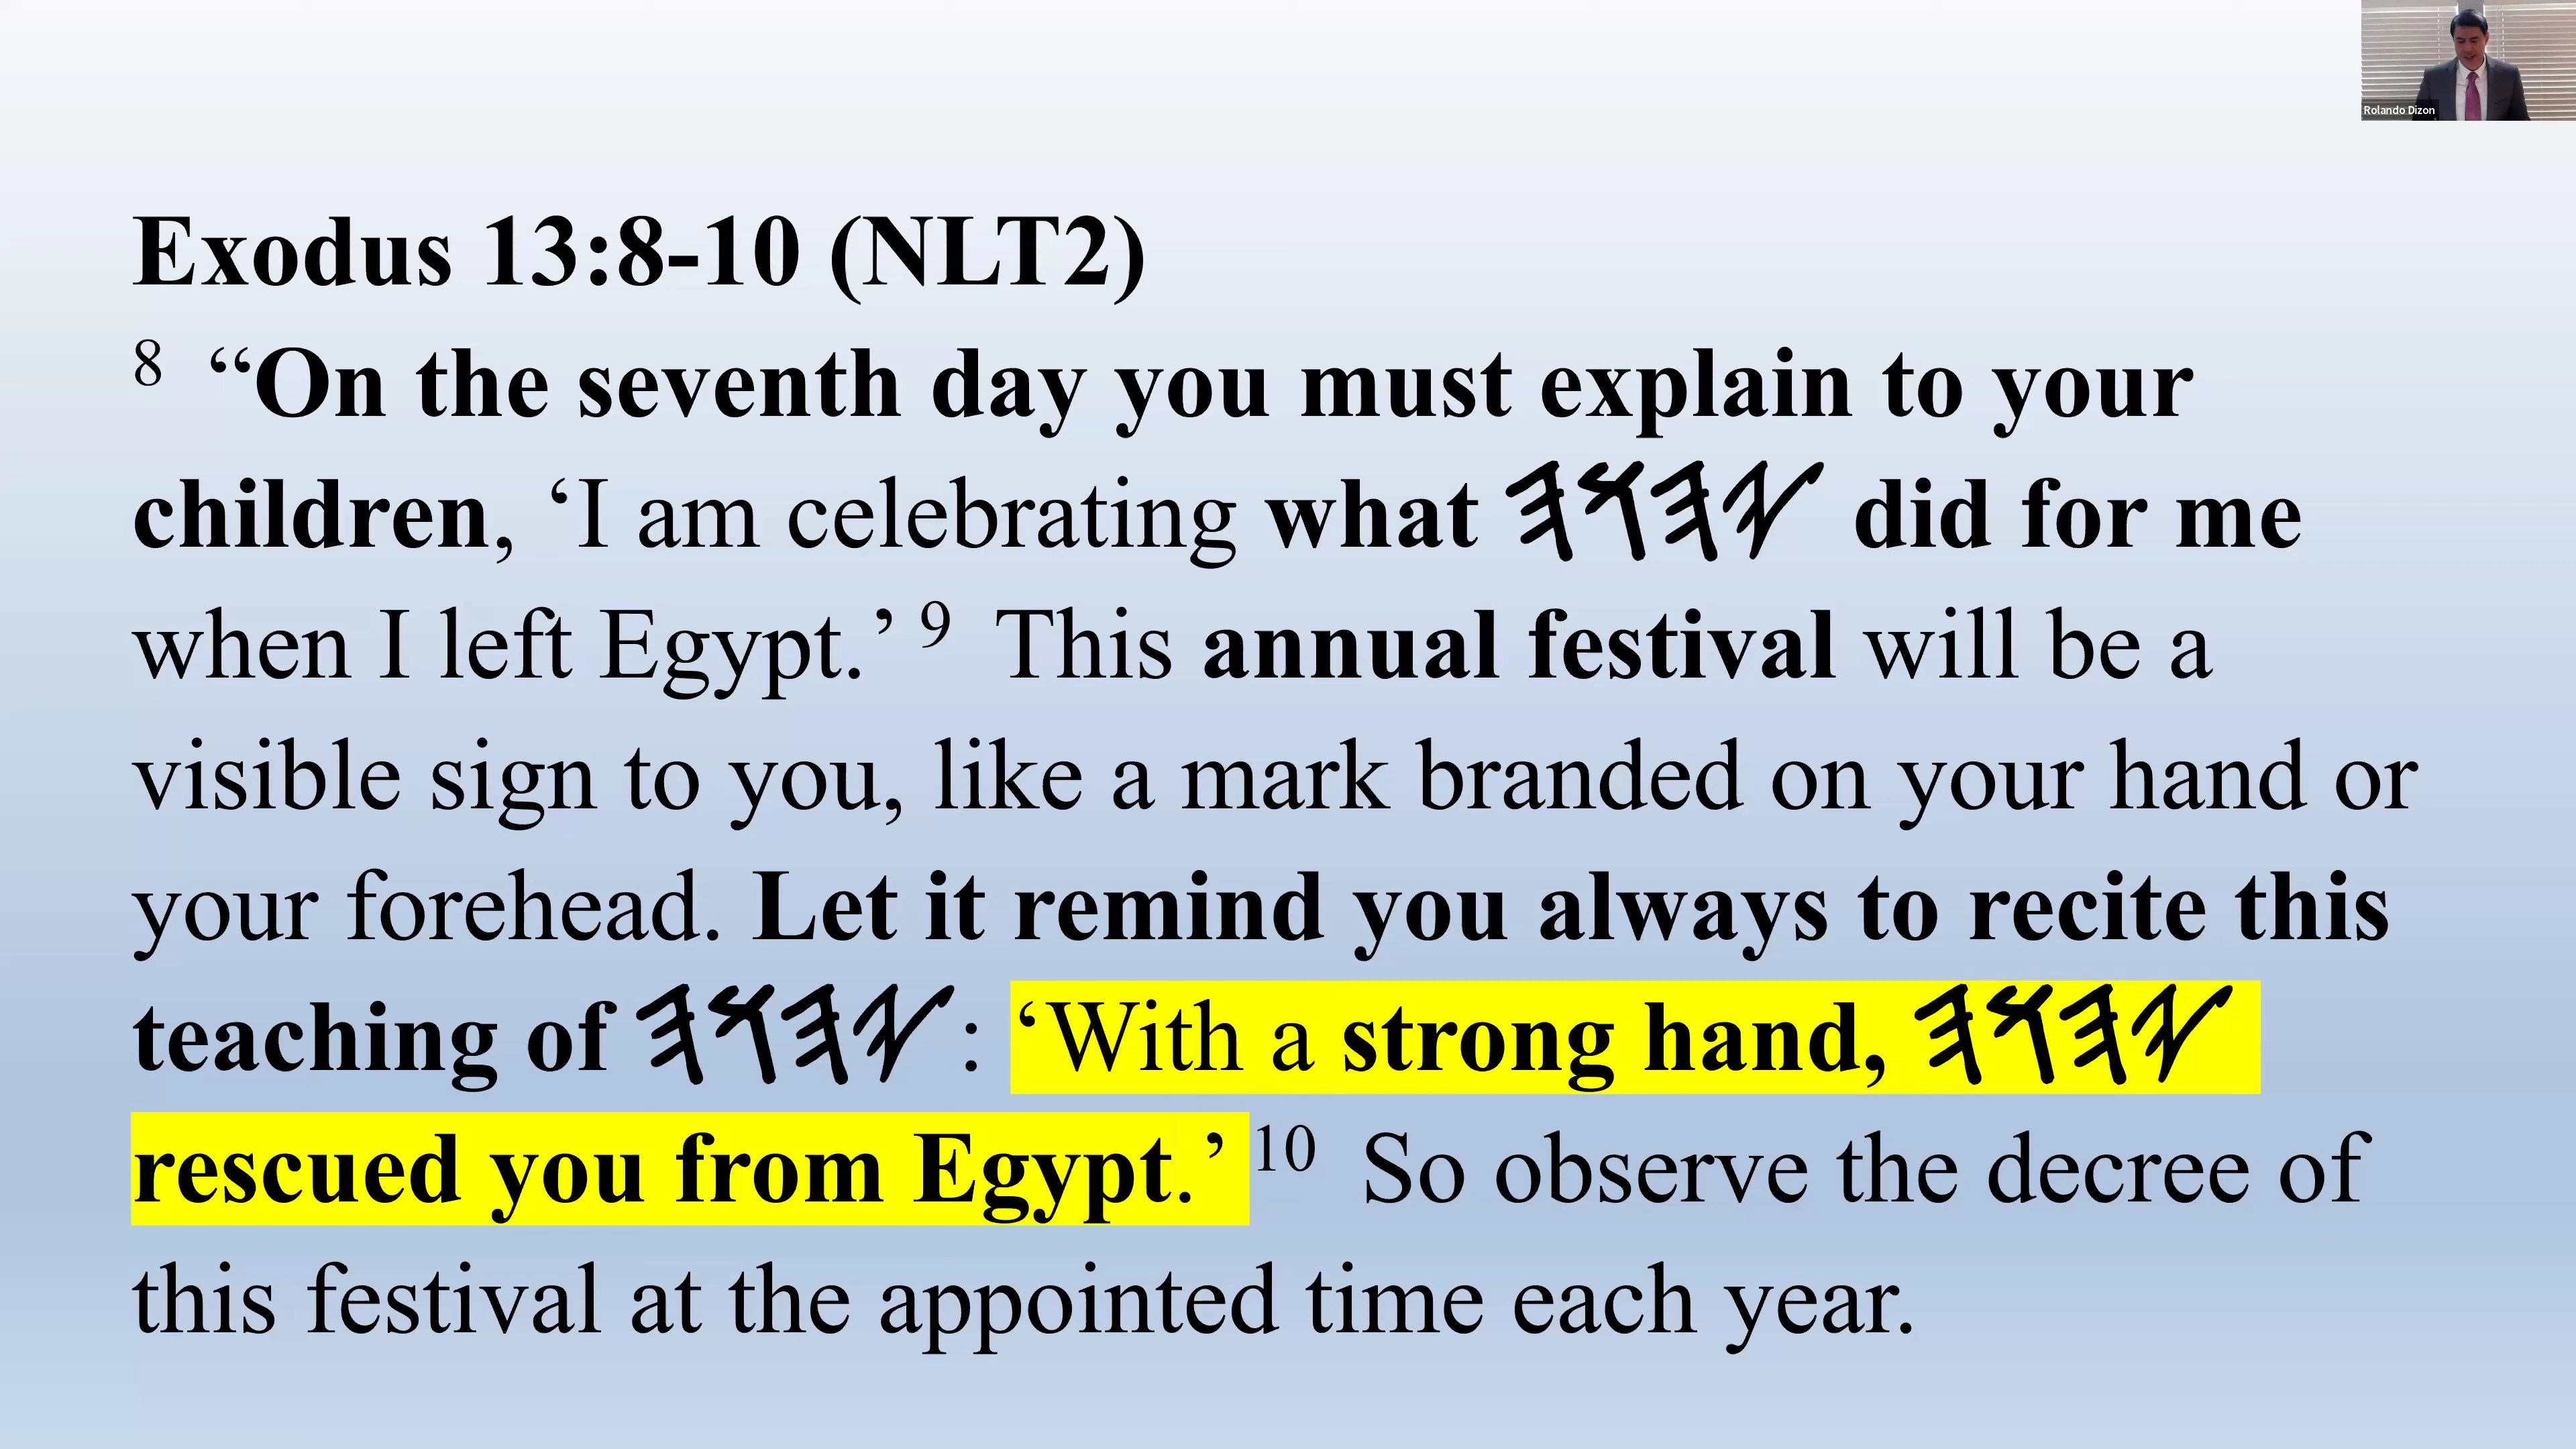 Rolando Dizon
Exodus 13:8-10 (NLT2)
8 “On the seventh day you must explain to your
children, ‘I am celebrating what 𐤉𐤄𐤅𐤄 did for me
when I left Egypt.’ 9 This annual festival will be a
visible sign to you, like a mark branded on your hand or
your forehead. Let it remind you always to recite this
teaching of 𐤉𐤄𐤅𐤄: ‘With a strong hand, 𐤉𐤄𐤅𐤄
rescued you from Egypt.’ 10 So observe the decree of
this festival at the appointed time each year.